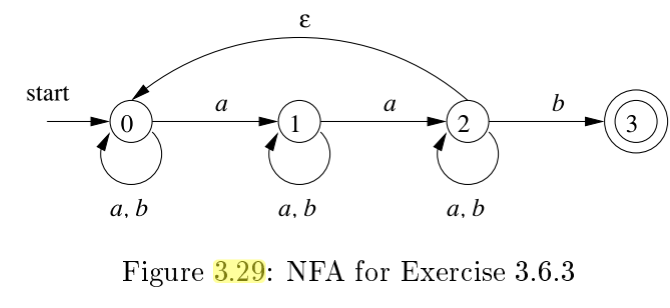 ε
start
a
a
b
0
1
2
3
a, b
a, b
a, b
Figure 3.29: NFA for Exercise 3.6.3